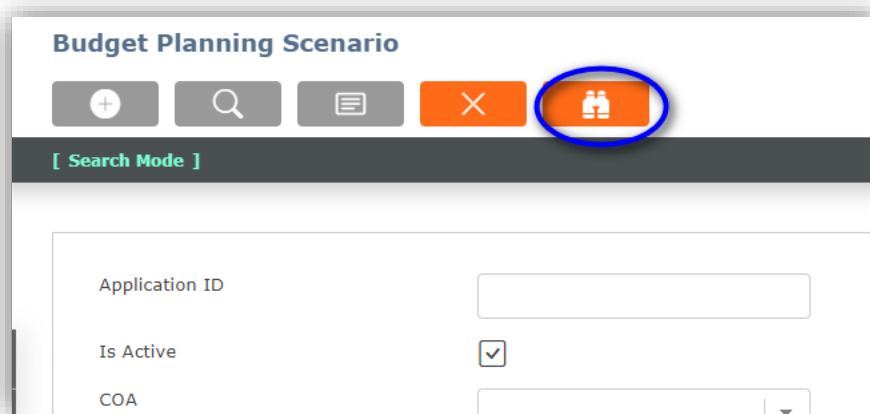 Budget Planning Scenario
[ Search Mode ]
Application ID
Is Active
COA